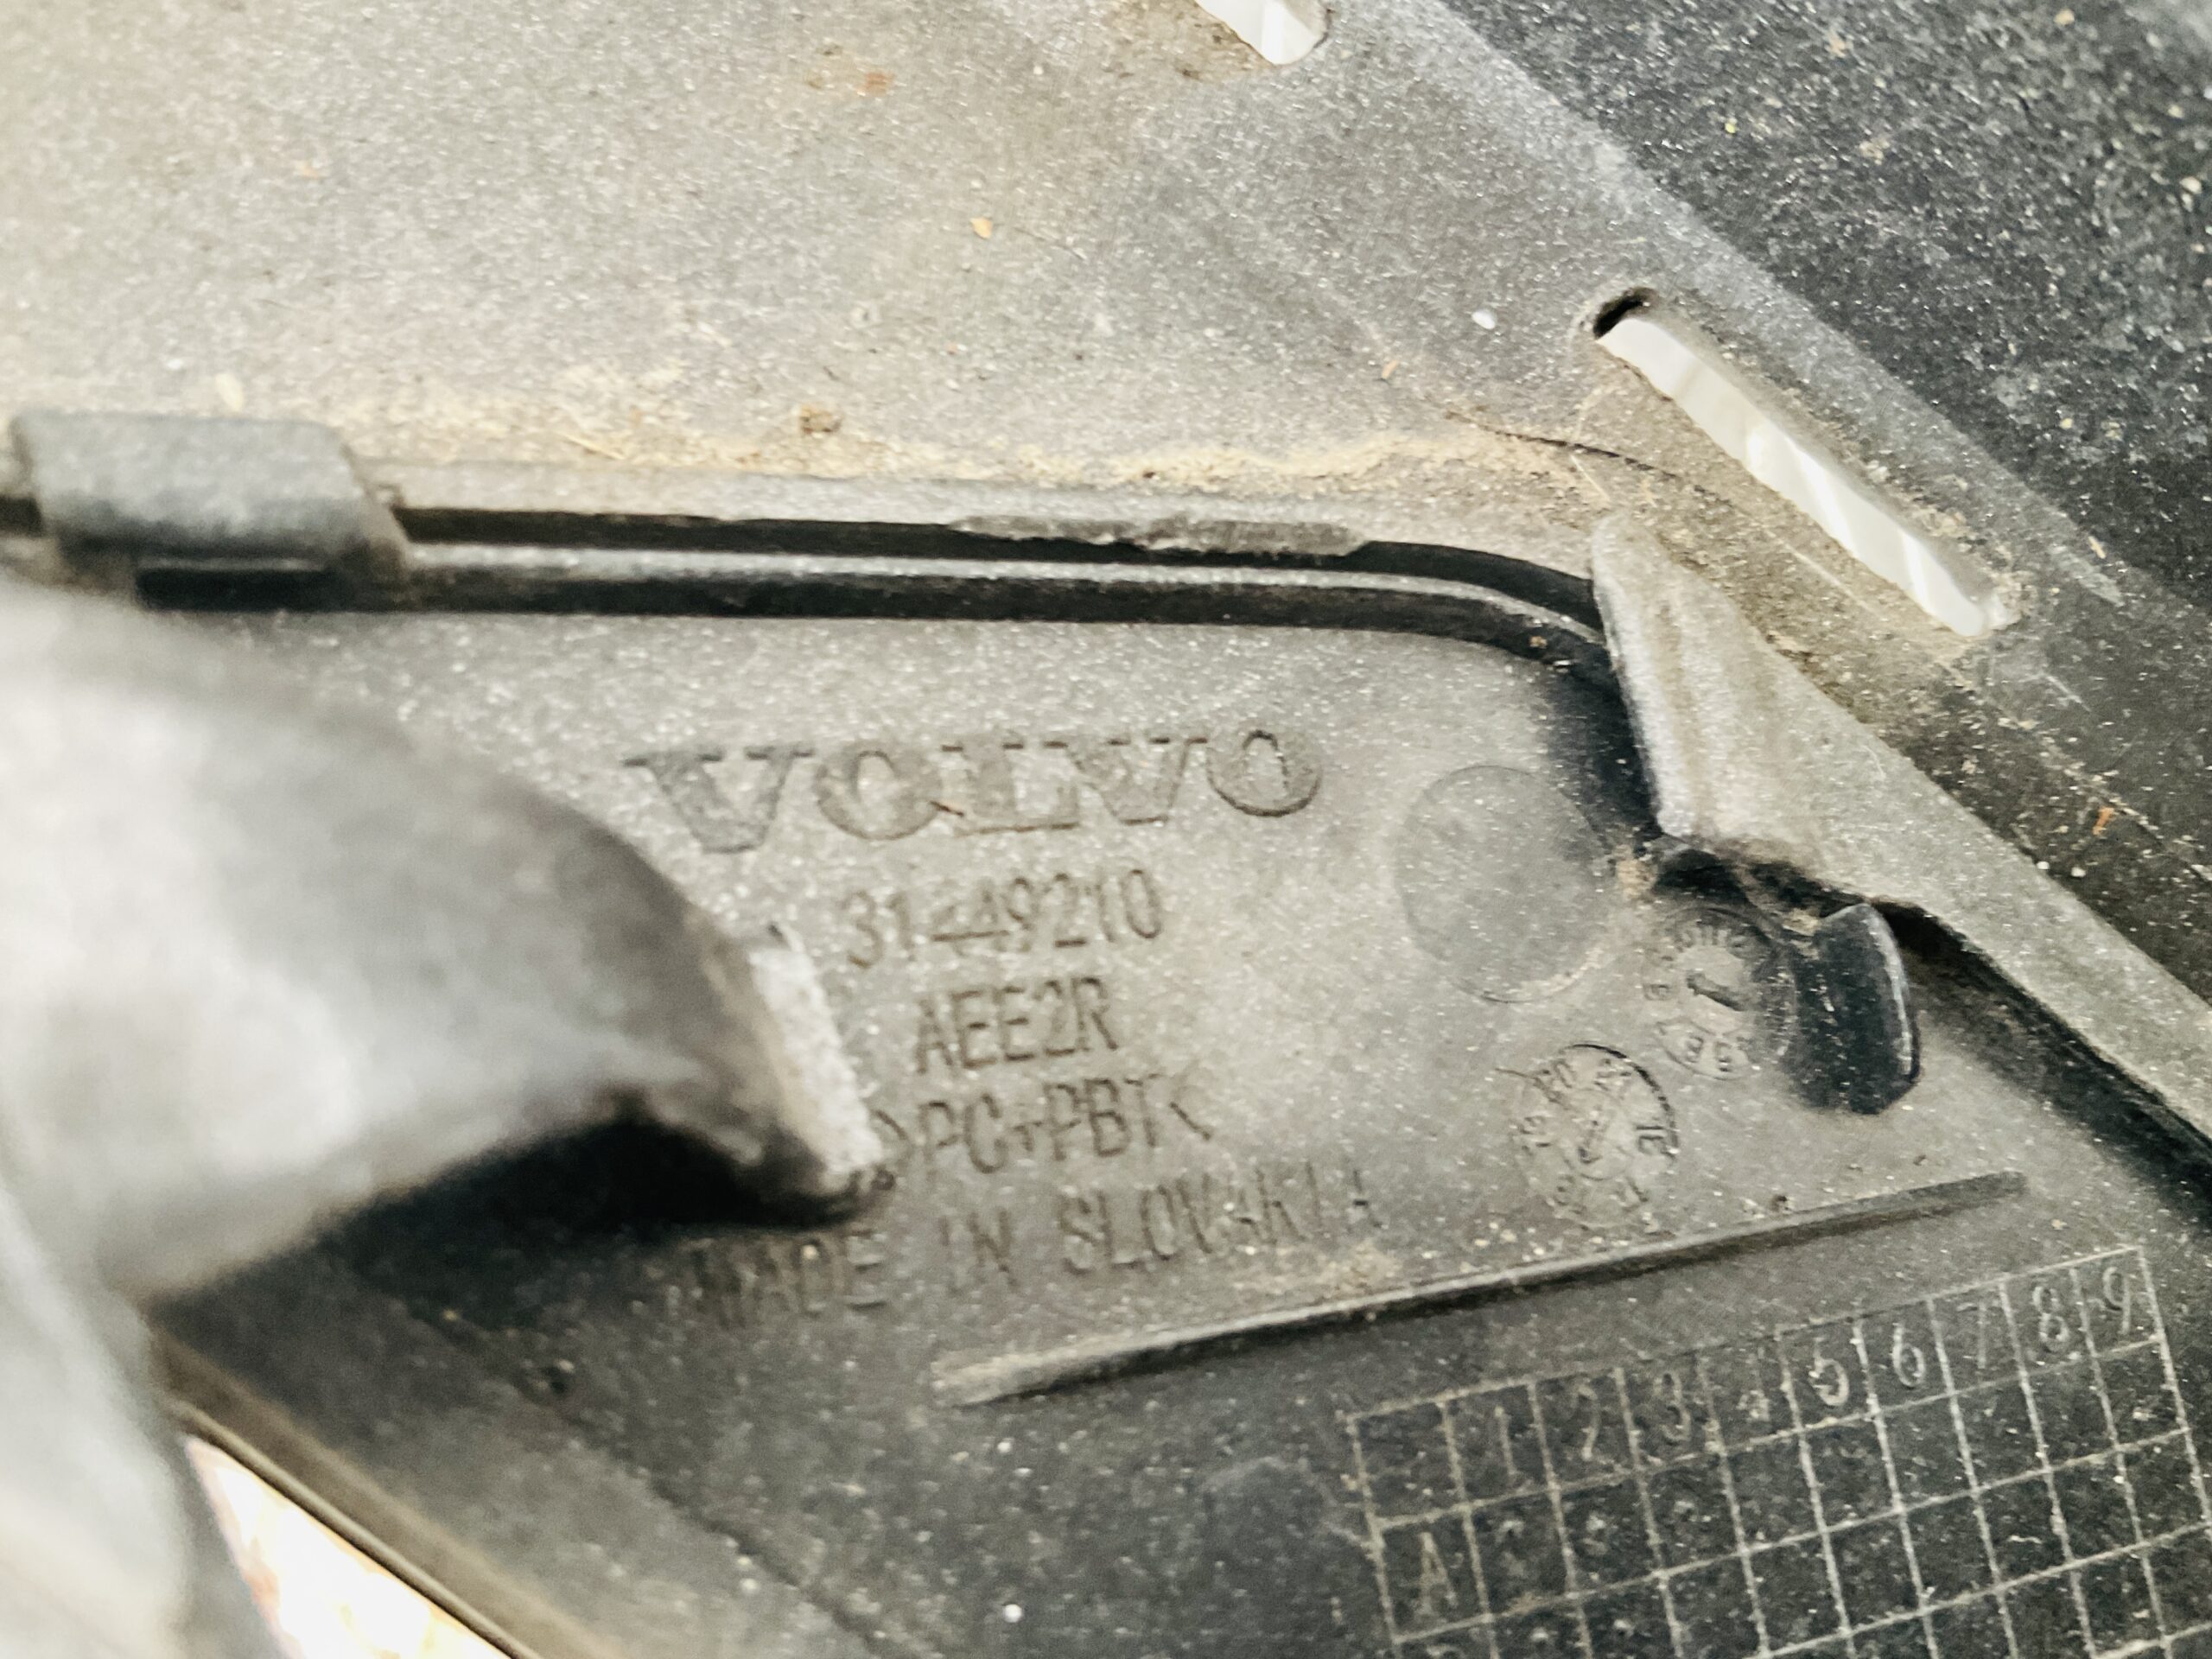 VOLVO
31449210
AEE2R
>PC+PBT<
MADE IN SLOVAKIA
1 2 3 4 5 6 7 8 9
A